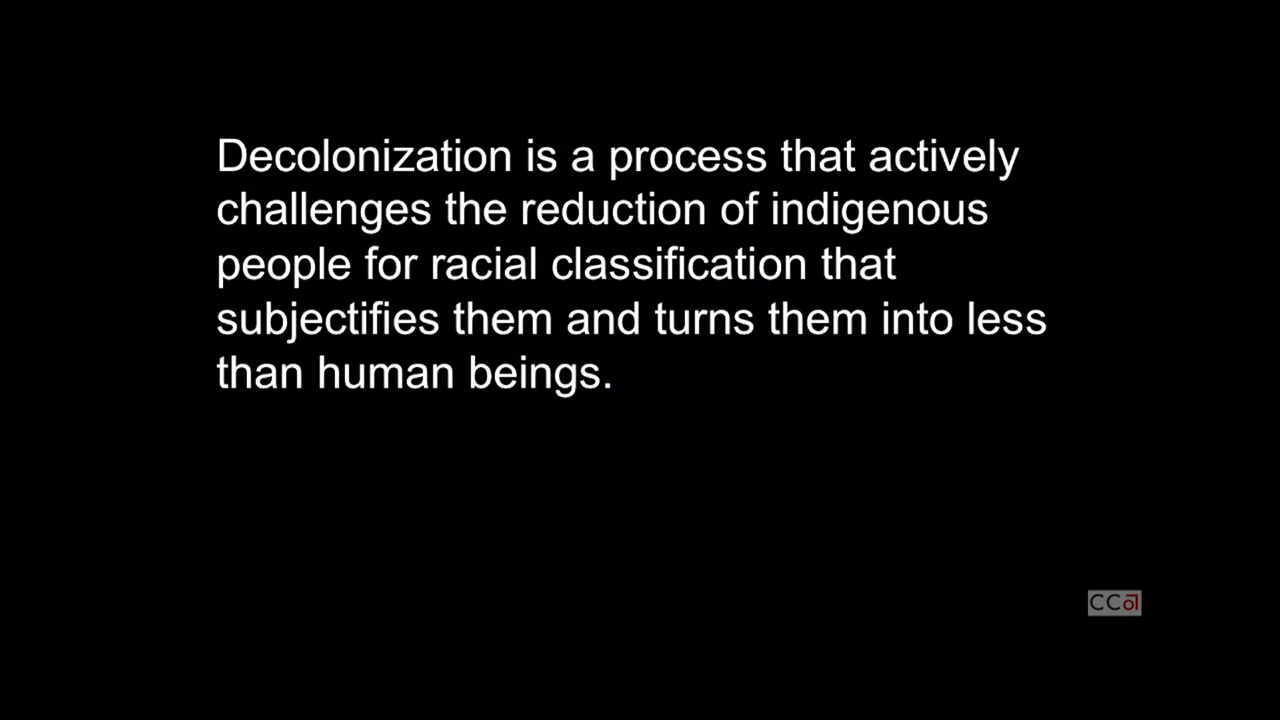 Decolonization is a process that actively
challenges the reduction of indigenous
people for racial classification that
subjectifies them and turns them into less
than human beings.
CCA